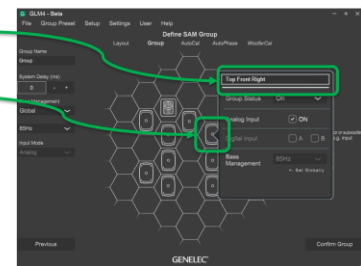 GLM4 - Beta
File Group Preset Setup Settings User Help
Define SAM Group
Layout Group AutoCal AutoPhase WooferCal
Group Name
Group
System Delay (ms)
0 - +
Management
Global
85Hz
Input Mode
Analog
Top Front Right
Group Status ON
Analog Input ON
Digital Input A B
Bass
Management 85Hz
Set Globally
Previous
Confirm Group
GENELEC